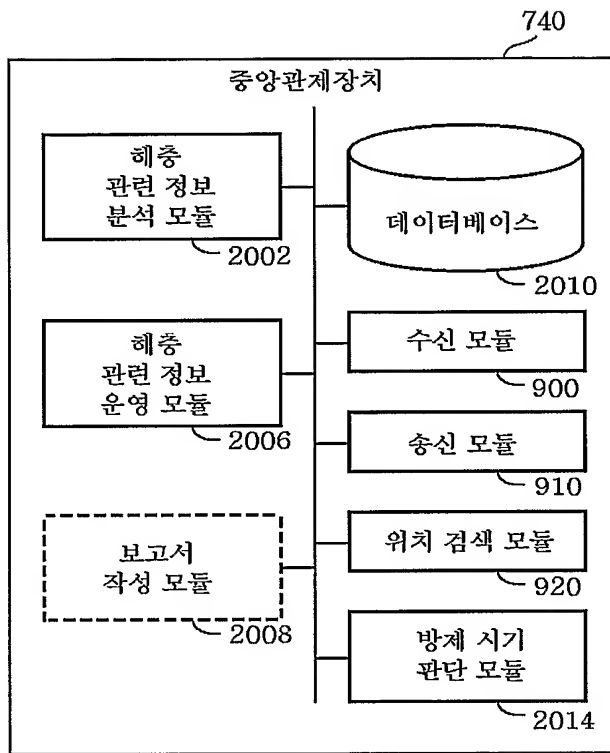 740
중앙관제장치
해충
관련 정보
분석 모듈
2002
데이터베이스
2010
해충
관련 정보
운영 모듈
2006
수신 모듈
900
송신 모듈
910
보고서
작성 모듈
2008
위치 검색 모듈
920
방제 시기
판단 모듈
2014